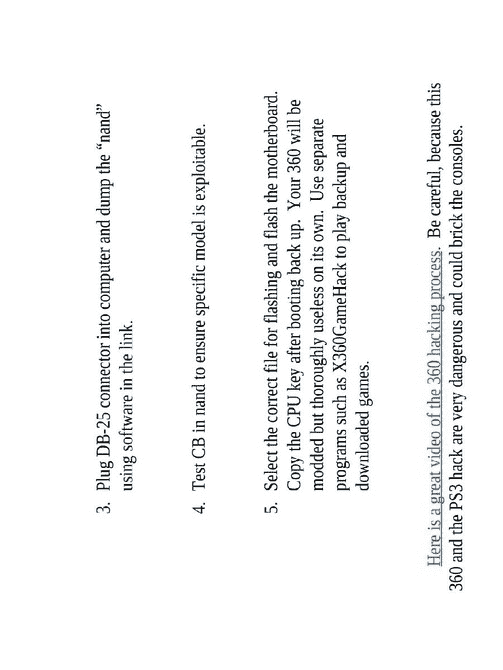 3. Plug DB-25 connector into computer and dump the “nand”
using software in the link.
4. Test CB in nand to ensure specific model is exploitable.
5. Select the correct file for flashing and flash the motherboard.
Copy the CPU key after booting back up. Your 360 will be
modded but thoroughly useless on its own. Use separate
programs such as X360GameHack to play backup and
downloaded games.
Here is a great video of the 360 hacking process. Be careful, because this
360 and the PS3 hack are very dangerous and could brick the consoles.